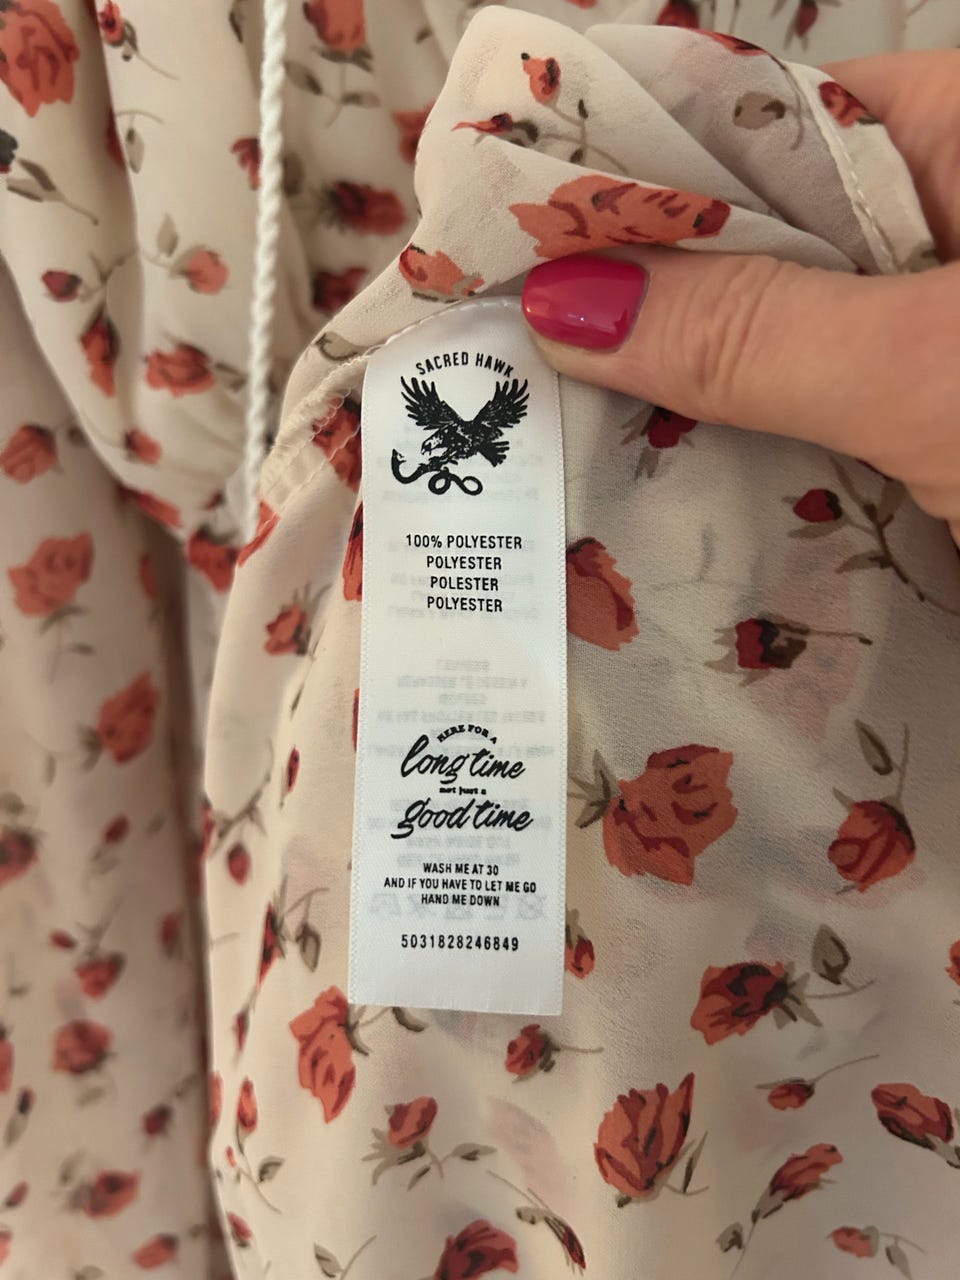 SACRED HAWK
100% POLYESTER
POLYESTER
POLESTER
POLYESTER
HERE FOR A
long time
not just a
good time
WASH ME AT 30
AND IF YOU HAVE TO LET ME GO
HAND ME DOWN
5031828246849